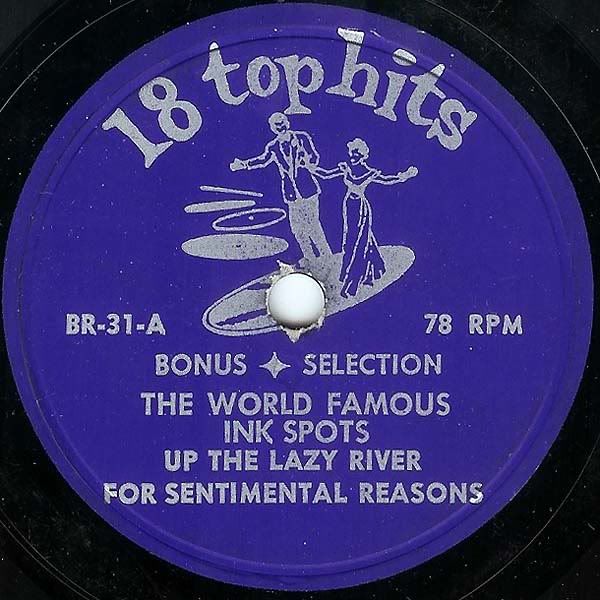 18 top hits
BR-31-A 78 RPM
BONUS SELECTION
THE WORLD FAMOUS
INK SPOTS
UP THE LAZY RIVER
FOR SENTIMENTAL REASONS